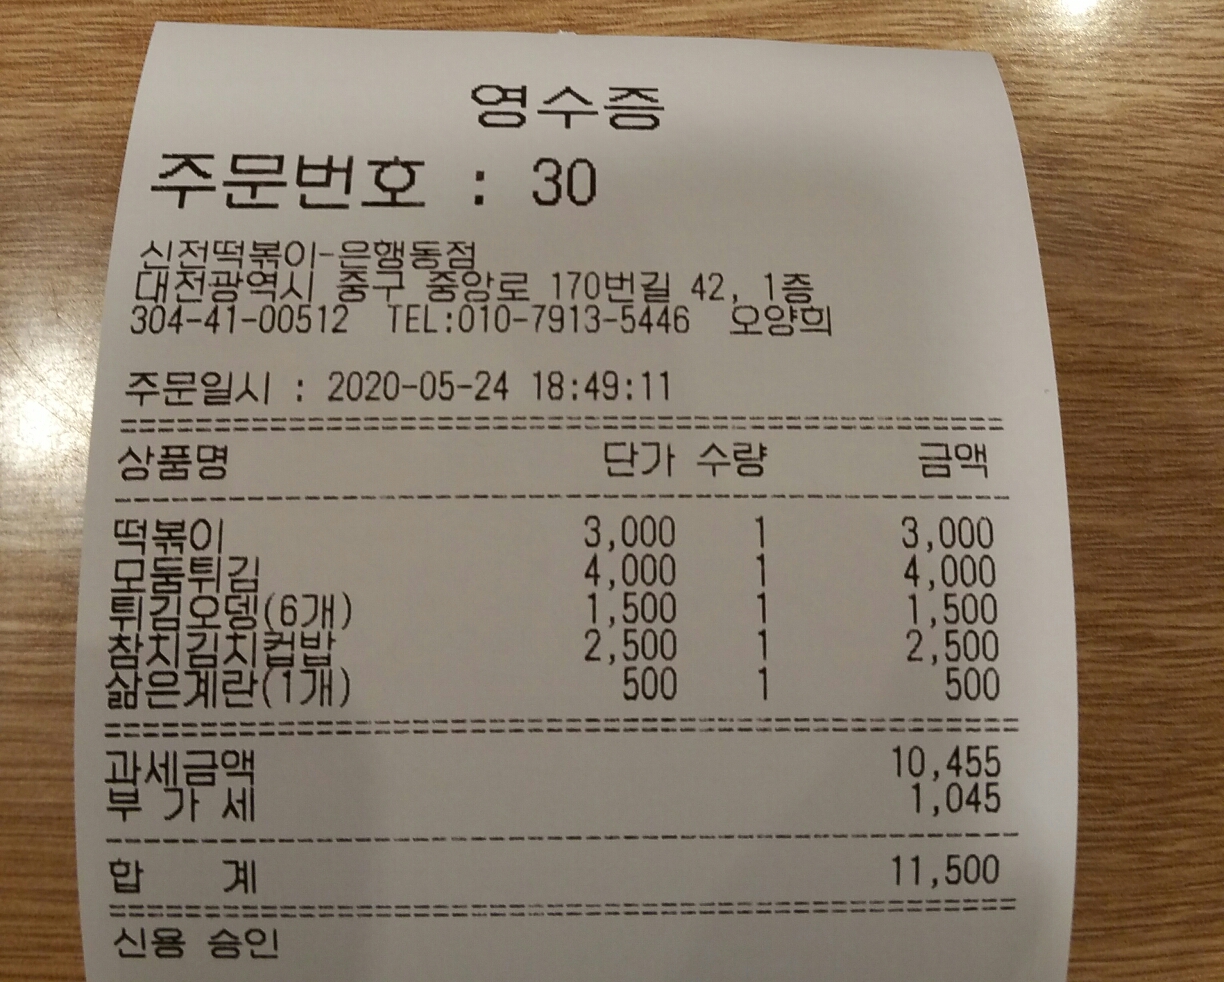 영수증
주문번호 : 30
신전떡볶이-은행동점
대전광역시 중구 중앙로 170번길 42, 1층
304-41-00512 TEL:010-7913-5446 오양희
주문일시 : 2020-05-24 18:49:11
상품명 단가 수량 금액
떡볶이 3,000 1 3,000
모둠튀김 4,000 1 4,000
튀김오뎅(6개) 1,500 1 1,500
참치김치컵밥 2,500 1 2,500
삶은계란(1개) 500 1 500
과세금액 10,455
부 가 세 1,045
합 계 11,500
신용 승인